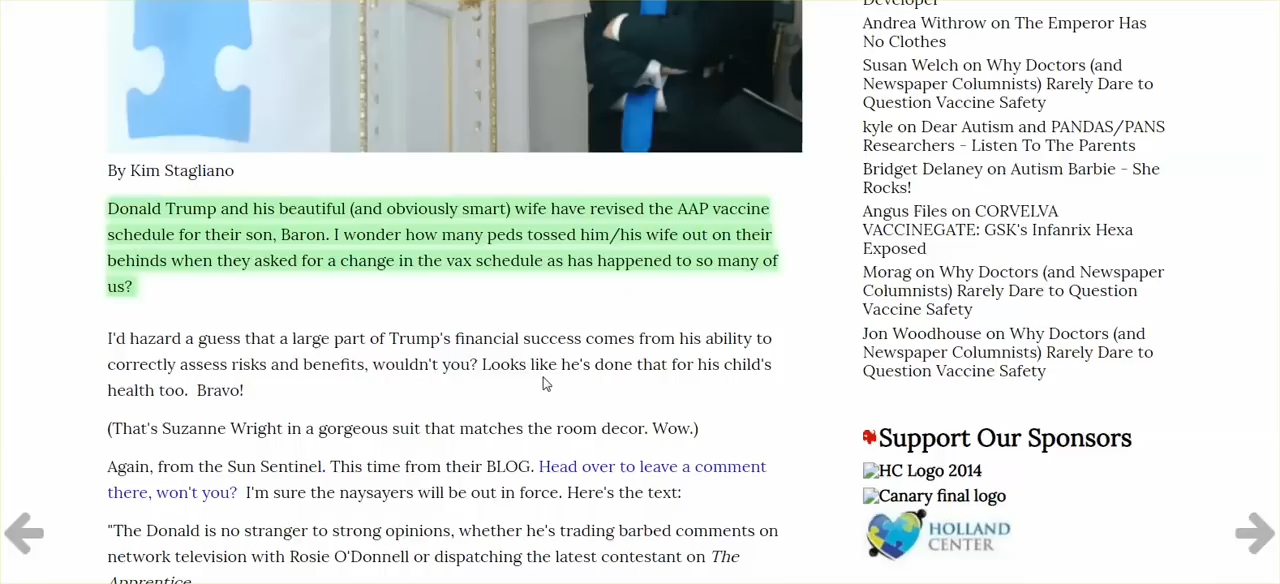 By Kim Stagliano
Donald Trump and his beautiful (and obviously smart) wife have revised the AAP vaccine
schedule for their son, Baron. I wonder how many peds tossed him/his wife out on their
behinds when they asked for a change in the vax schedule as has happened to so many of
us?
I'd hazard a guess that a large part of Trump's financial success comes from his ability to
correctly assess risks and benefits, wouldn't you? Looks like he's done that for his child's
health too.  Bravo!
(That's Suzanne Wright in a gorgeous suit that matches the room decor. Wow.)
Again, from the Sun Sentinel. This time from their BLOG. Head over to leave a comment
there, won't you?  I'm sure the naysayers will be out in force. Here's the text:
"The Donald is no stranger to strong opinions, whether he's trading barbed comments on
network television with Rosie O'Donnell or dispatching the latest contestant on The
Apprentice
Developer
Andrea Withrow on The Emperor Has
No Clothes
Susan Welch on Why Doctors (and
Newspaper Columnists) Rarely Dare to
Question Vaccine Safety
kyle on Dear Autism and PANDAS/PANS
Researchers - Listen To The Parents
Bridget Delaney on Autism Barbie - She
Rocks!
Angus Files on CORVELVA
VACCINEGATE: GSK's Infanrix Hexa
Exposed
Morag on Why Doctors (and Newspaper
Columnists) Rarely Dare to Question
Vaccine Safety
Jon Woodhouse on Why Doctors (and
Newspaper Columnists) Rarely Dare to
Question Vaccine Safety
Support Our Sponsors
HC Logo 2014
Canary final logo
HOLLAND
CENTER